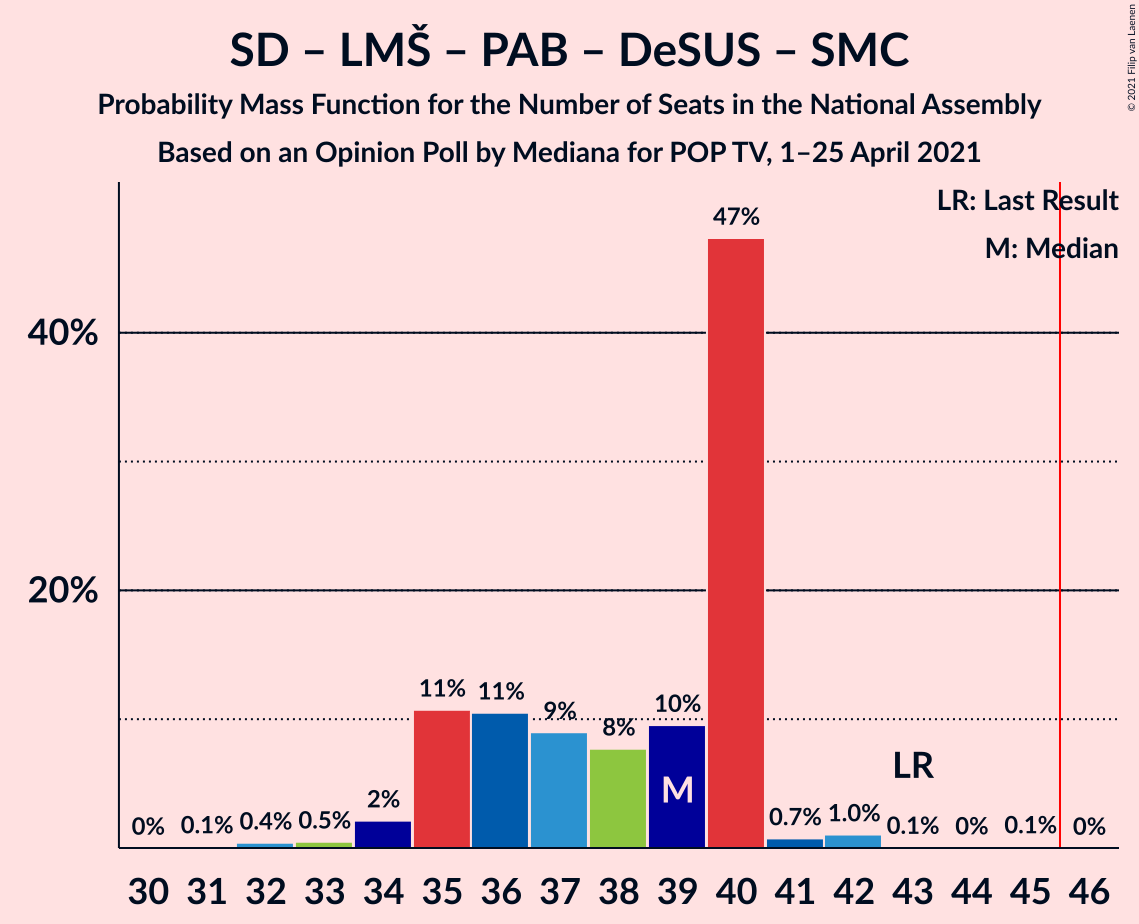 SD – LMŠ – PAB – DeSUS – SMC
Probability Mass Function for the Number of Seats in the National Assembly
Based on an Opinion Poll by Mediana for POP TV, 1–25 April 2021
© 2021 Filip van Laenen
LR: Last Result
M: Median
40%
20%
0% 0.1% 0.4% 0.5% 2% 11% 11% 9% 8% 10% 47% 0.7% 1.0% 0.1% 0% 0.1% 0%
M
LR
30 31 32 33 34 35 36 37 38 39 40 41 42 43 44 45 46